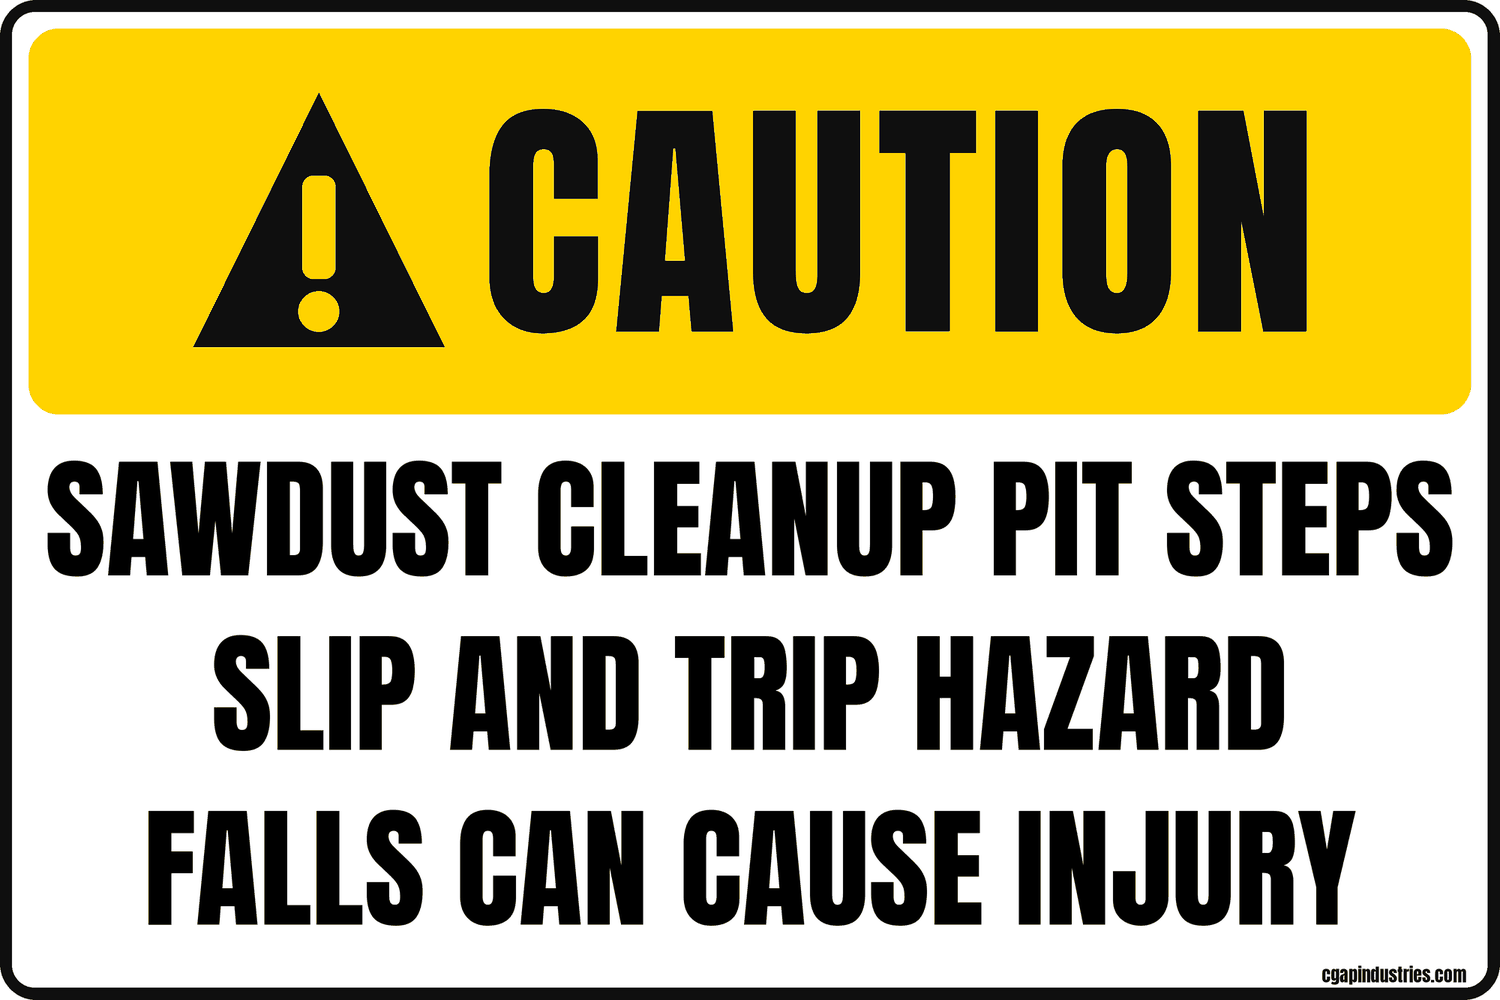 CAUTION
SAWDUST CLEANUP PIT STEPS
SLIP AND TRIP HAZARD
FALLS CAN CAUSE INJURY
cgapindustries.com